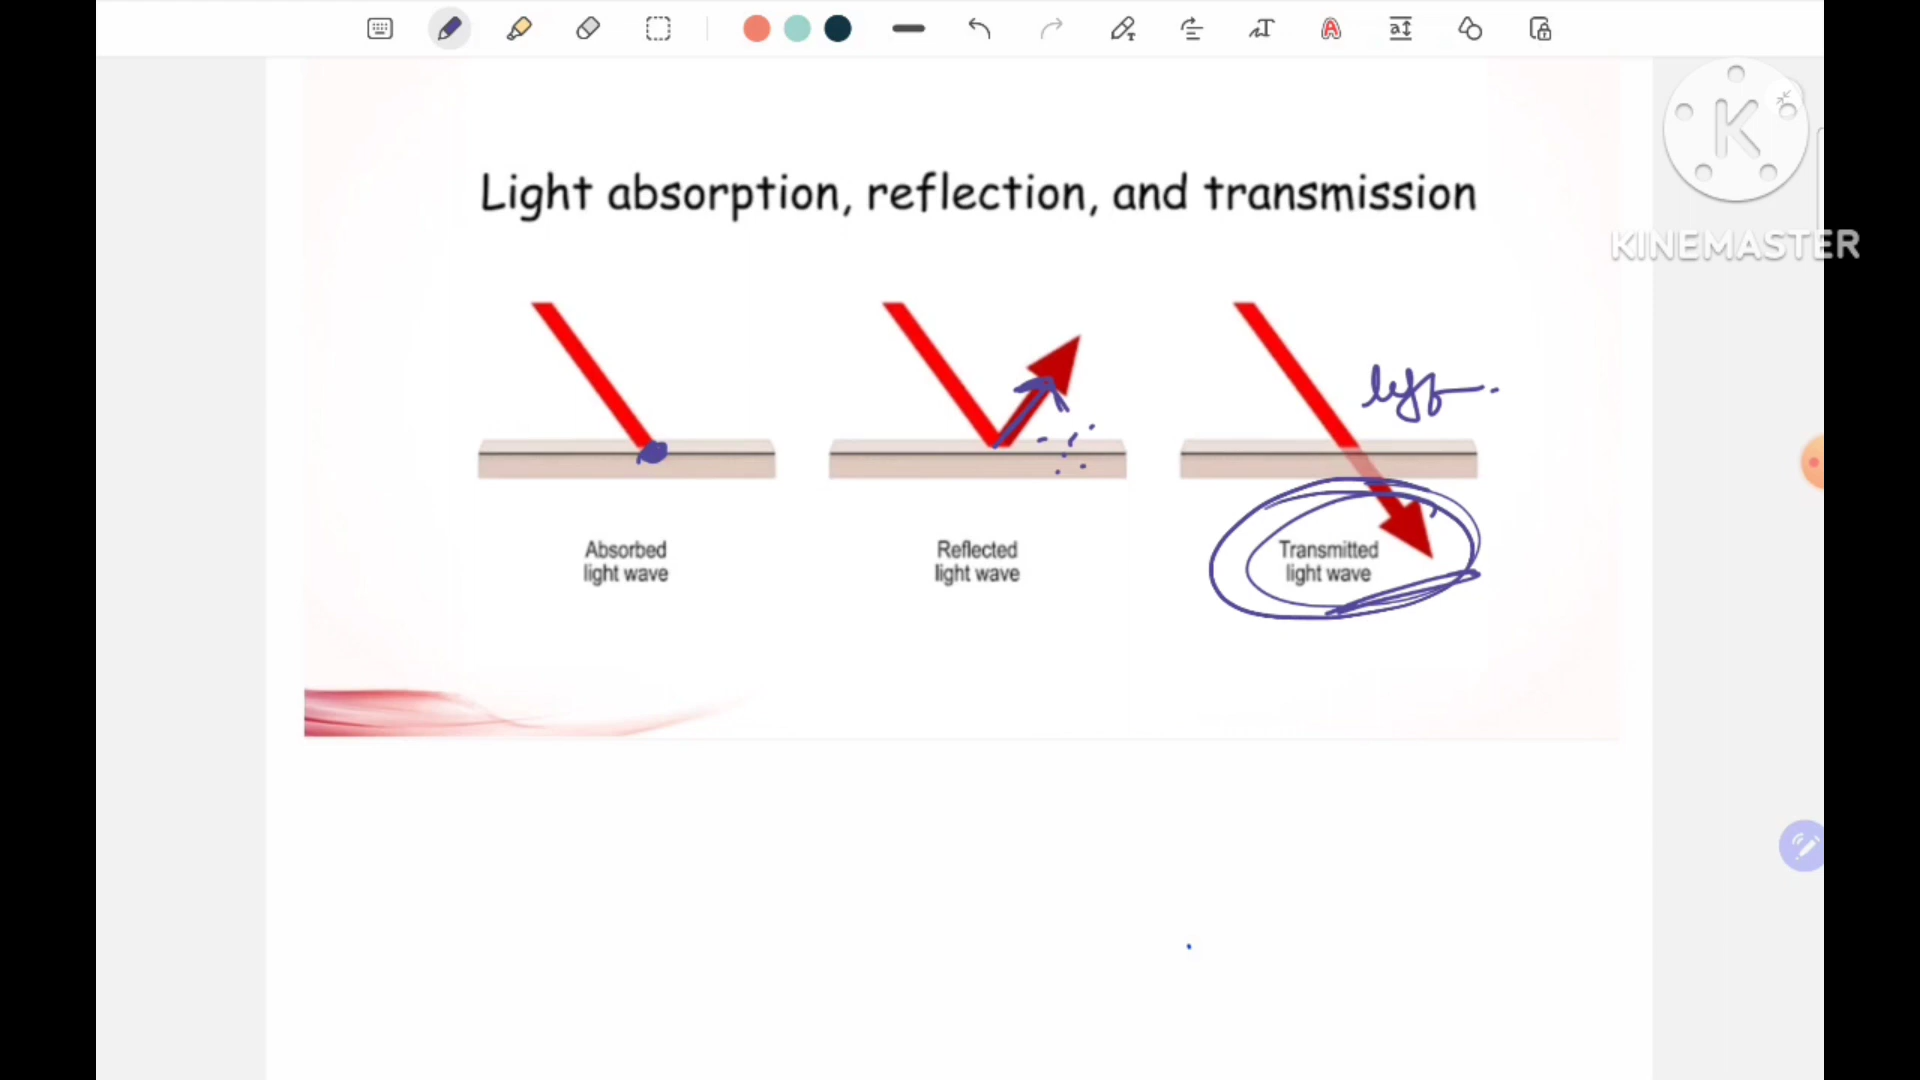 KINEMASTER
Light absorption, reflection, and transmission
Absorbed
light wave
Reflected
light wave
Transmitted
light wave